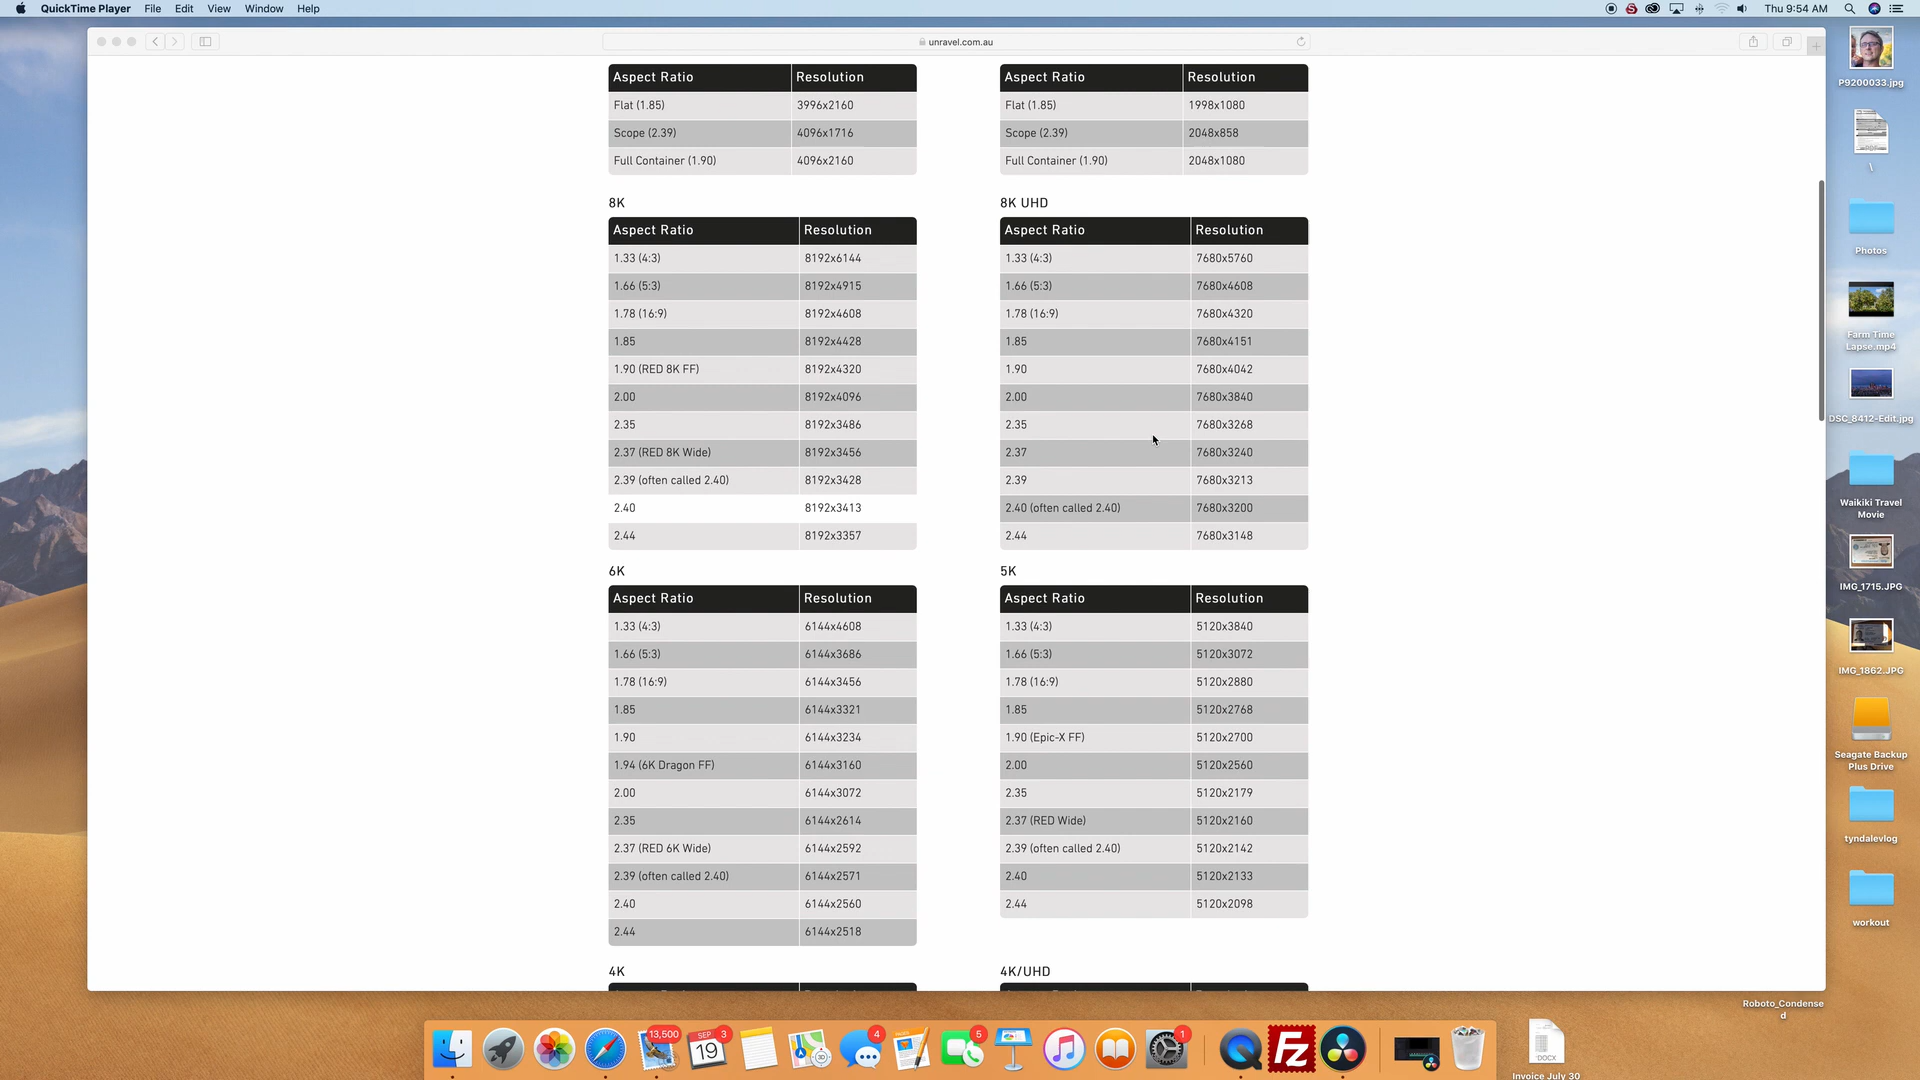 QuickTime Player File Edit View Window Help
Thu 9:54 AM
unravel.com.au
Aspect Ratio Resolution
Flat (1.85) 3996x2160
Scope (2.39) 4096x1716
Full Container (1.90) 4096x2160
Aspect Ratio Resolution
Flat (1.85) 1998x1080
Scope (2.39) 2048x858
Full Container (1.90) 2048x1080
8K
Aspect Ratio Resolution
1.33 (4:3) 8192x6144
1.66 (5:3) 8192x4915
1.78 (16:9) 8192x4608
1.85 8192x4428
1.90 (RED 8K FF) 8192x4320
2.00 8192x4096
2.35 8192x3486
2.37 (RED 8K Wide) 8192x3456
2.39 (often called 2.40) 8192x3428
2.40 8192x3413
2.44 8192x3357
8K UHD
Aspect Ratio Resolution
1.33 (4:3) 7680x5760
1.66 (5:3) 7680x4608
1.78 (16:9) 7680x4320
1.85 7680x4151
1.90 7680x4042
2.00 7680x3840
2.35 7680x3268
2.37 7680x3240
2.39 7680x3213
2.40 (often called 2.40) 7680x3200
2.44 7680x3148
6K
Aspect Ratio Resolution
1.33 (4:3) 6144x4608
1.66 (5:3) 6144x3686
1.78 (16:9) 6144x3456
1.85 6144x3321
1.90 6144x3234
1.94 (6K Dragon FF) 6144x3160
2.00 6144x3072
2.35 6144x2614
2.37 (RED 6K Wide) 6144x2592
2.39 (often called 2.40) 6144x2571
2.40 6144x2560
2.44 6144x2518
5K
Aspect Ratio Resolution
1.33 (4:3) 5120x3840
1.66 (5:3) 5120x3072
1.78 (16:9) 5120x2880
1.85 5120x2768
1.90 (Epic-X FF) 5120x2700
2.00 5120x2560
2.35 5120x2179
2.37 (RED Wide) 5120x2160
2.39 (often called 2.40) 5120x2142
2.40 5120x2133
2.44 5120x2098
4K
4K/UHD
P9200033.jpg
\
Photos
Farm Time
Lapse.mp4
DSC_8412-Edit.jpg
Waikiki Travel
Movie
IMG_1715.JPG
IMG_1862.JPG
Seagate Backup
Plus Drive
tyndalevlog
workout
Roboto_Condense
d
13,500
SEP 3
19
4
PAGES
5
1
Fz
DOCX
Invoice July 30